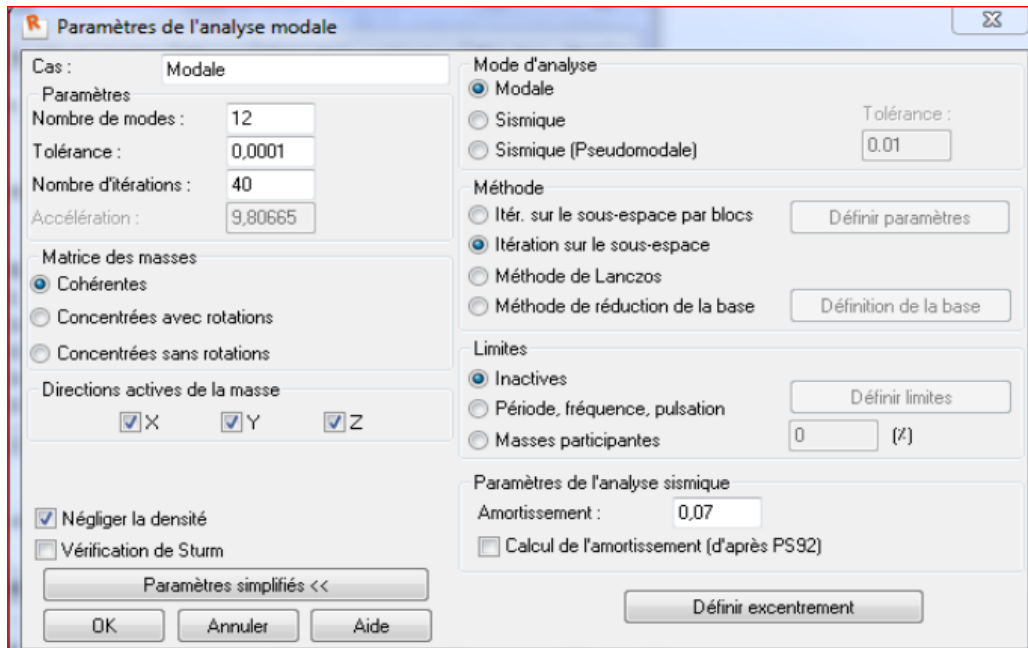 Paramètres de l'analyse modale
Cas : Modale
Paramètres
Nombre de modes : 12
Tolérance : 0,0001
Nombre d'itérations : 40
Accélération : 9,80665
Matrice des masses
Cohérentes
Concentrées avec rotations
Concentrées sans rotations
Directions actives de la masse
X Y Z
Négliger la densité
Vérification de Sturm
Paramètres simplifiés <<
OK Annuler Aide
Mode d'analyse
Modale
Sismique
Sismique (Pseudomodale)
Tolérance :
0.01
Méthode
Itér. sur le sous-espace par blocs Définir paramètres
Itération sur le sous-espace
Méthode de Lanczos
Méthode de réduction de la base Définition de la base
Limites
Inactives
Définir limites
Période, fréquence, pulsation
Masses participantes 0 (%)
Paramètres de l'analyse sismique
Amortissement : 0,07
Calcul de l'amortissement (d'après PS92)
Définir excentrement